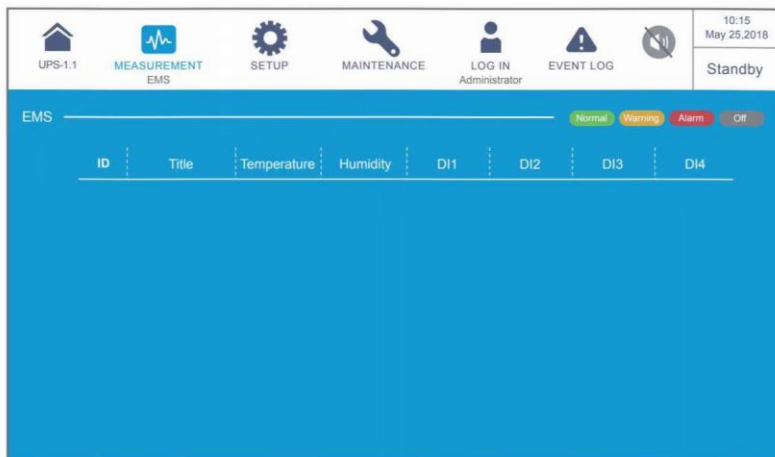 10:15
May 25,2018
UPS-1.1
MEASUREMENT
EMS
SETUP
MAINTENANCE
LOG IN
Administrator
EVENT LOG
Standby
EMS
Normal Warning Alarm Off
ID Title Temperature Humidity DI1 DI2 DI3 DI4